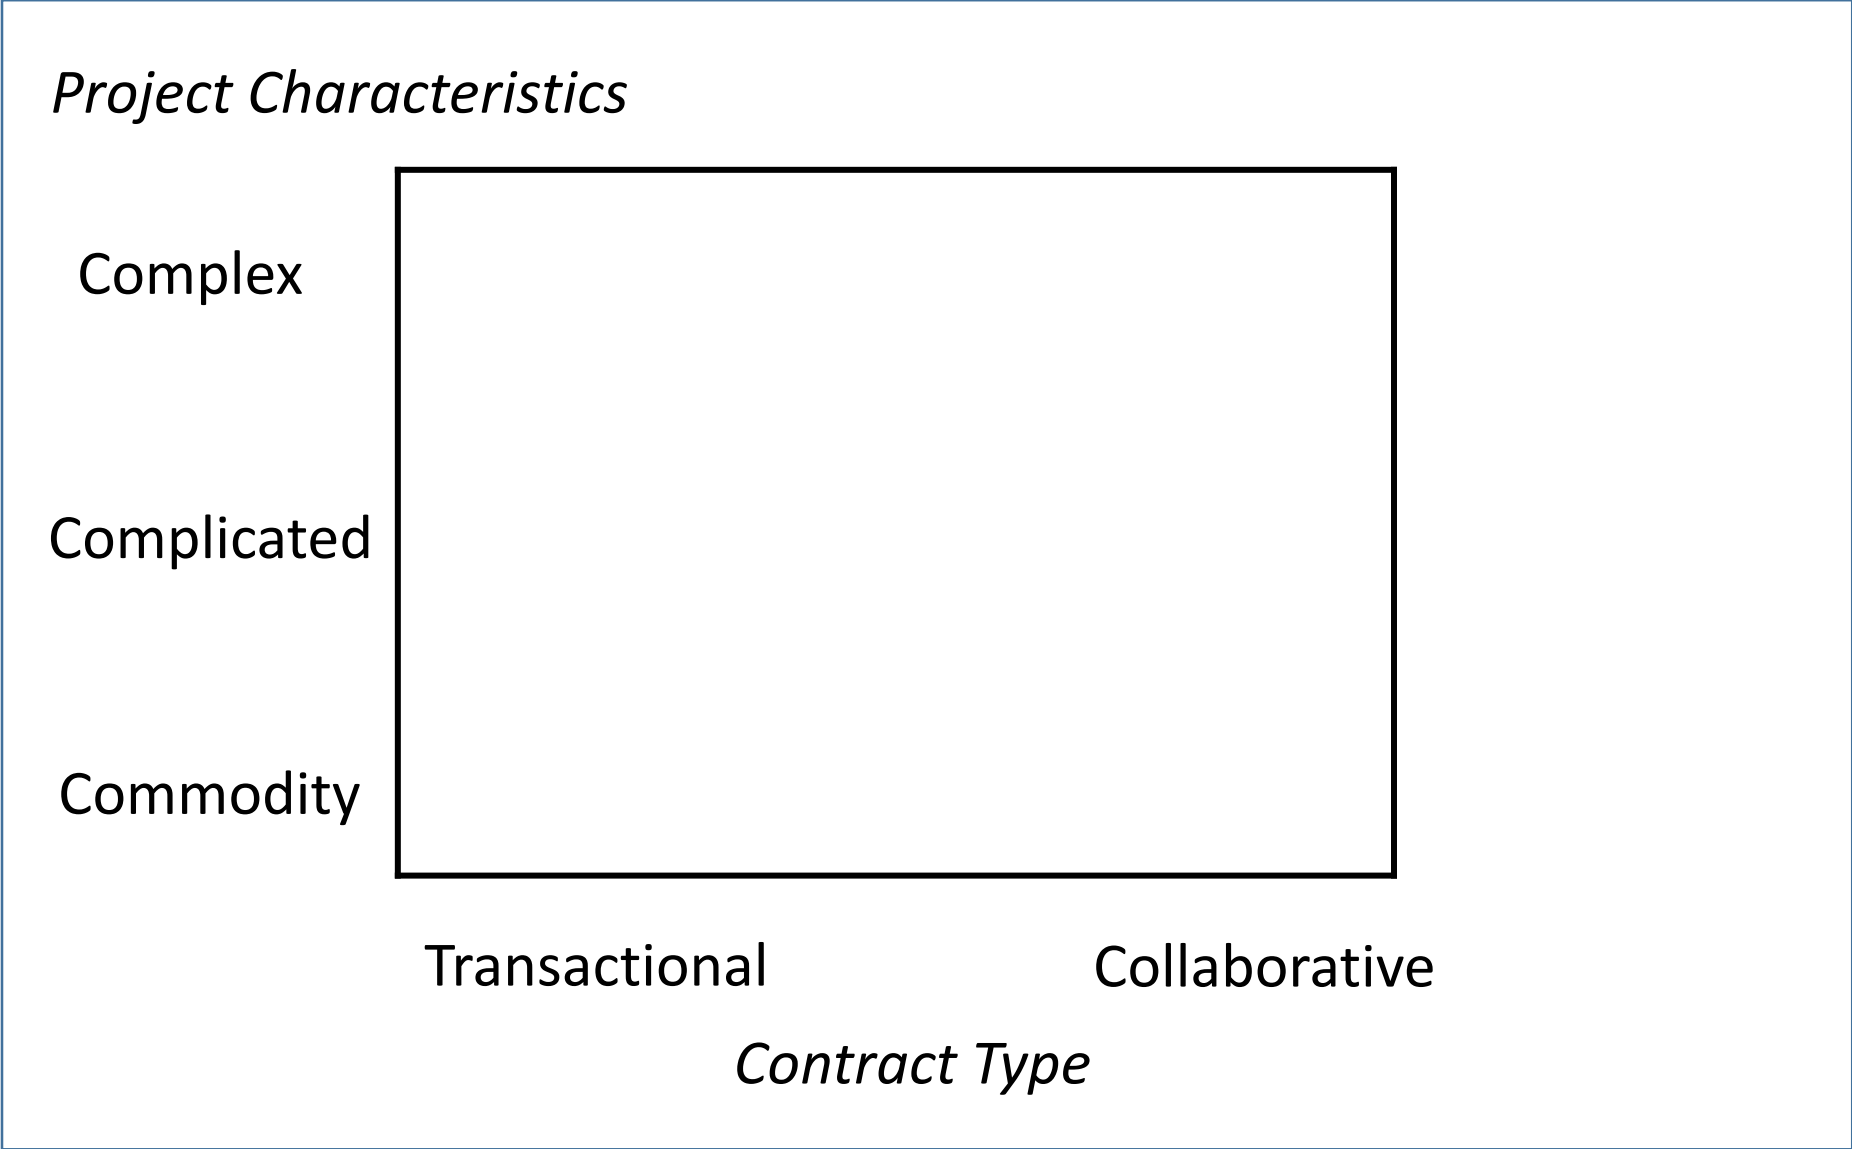 Project Characteristics
Complex
Complicated
Commodity
Transactional Collaborative
Contract Type